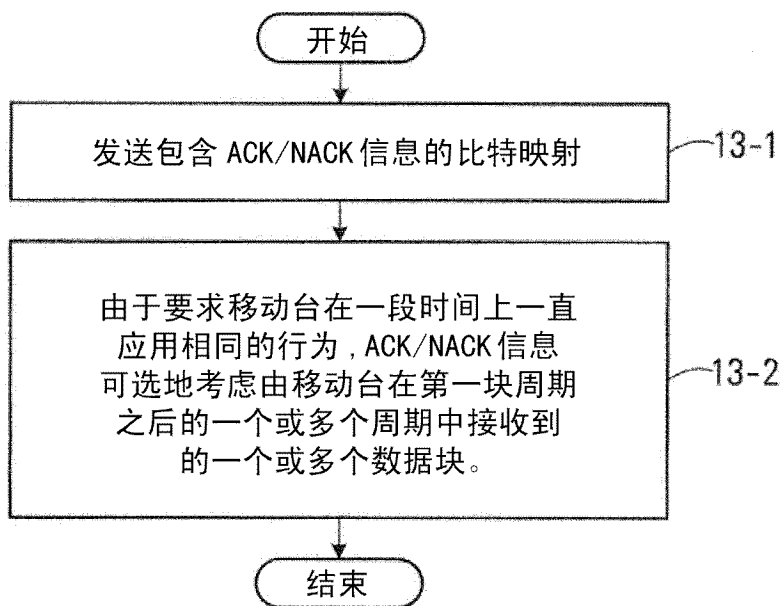 开始
发送包含 ACK/NACK 信息的比特映射
13-1
由于要求移动台在一段时间上一直
应用相同的行为,ACK/NACK信息
可选地考虑由移动台在第一块周期
之后的一个或多个周期中接收到
的一个或多个数据块。
13-2
结束